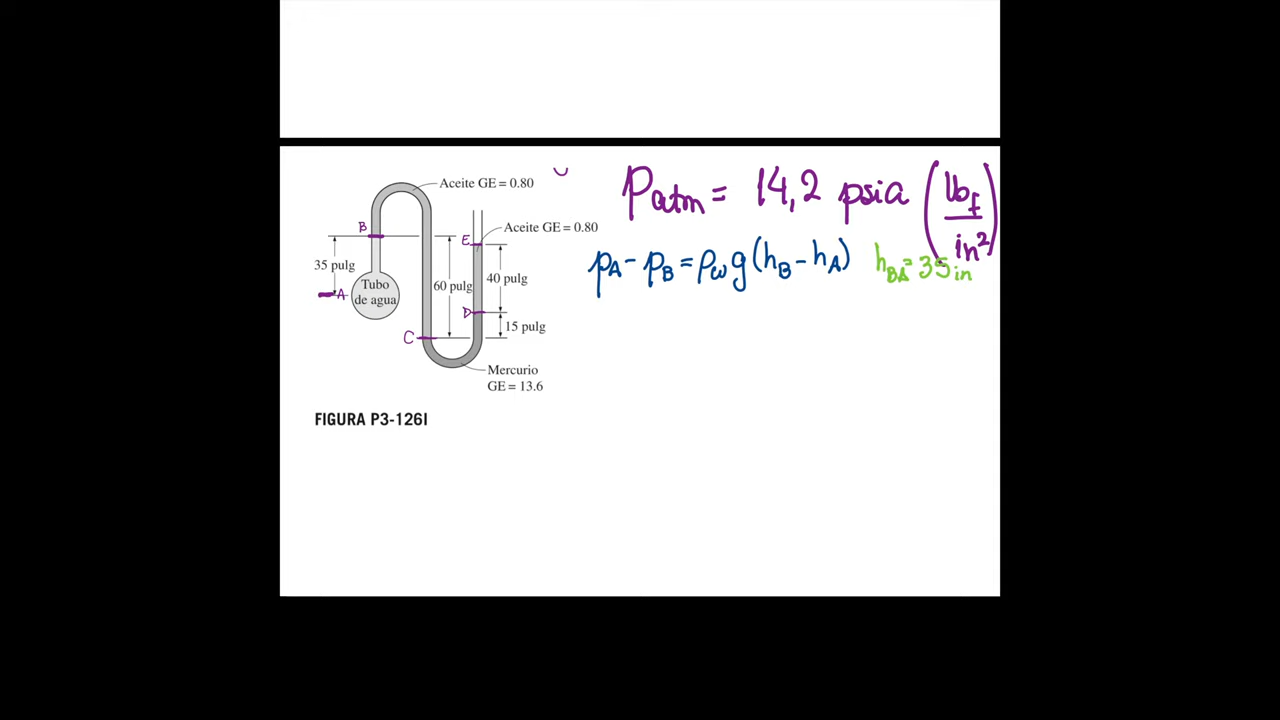 Aceite GE = 0.80
Patm = 14,2 psia (lbf/in²)
B
E
Aceite GE = 0.80
pA - pB = ρw g (hB - hA)
hBA = 35 in
35 pulg
A
Tubo
de agua
60 pulg
40 pulg
D
15 pulg
C
Mercurio
GE = 13.6
FIGURA P3-126I